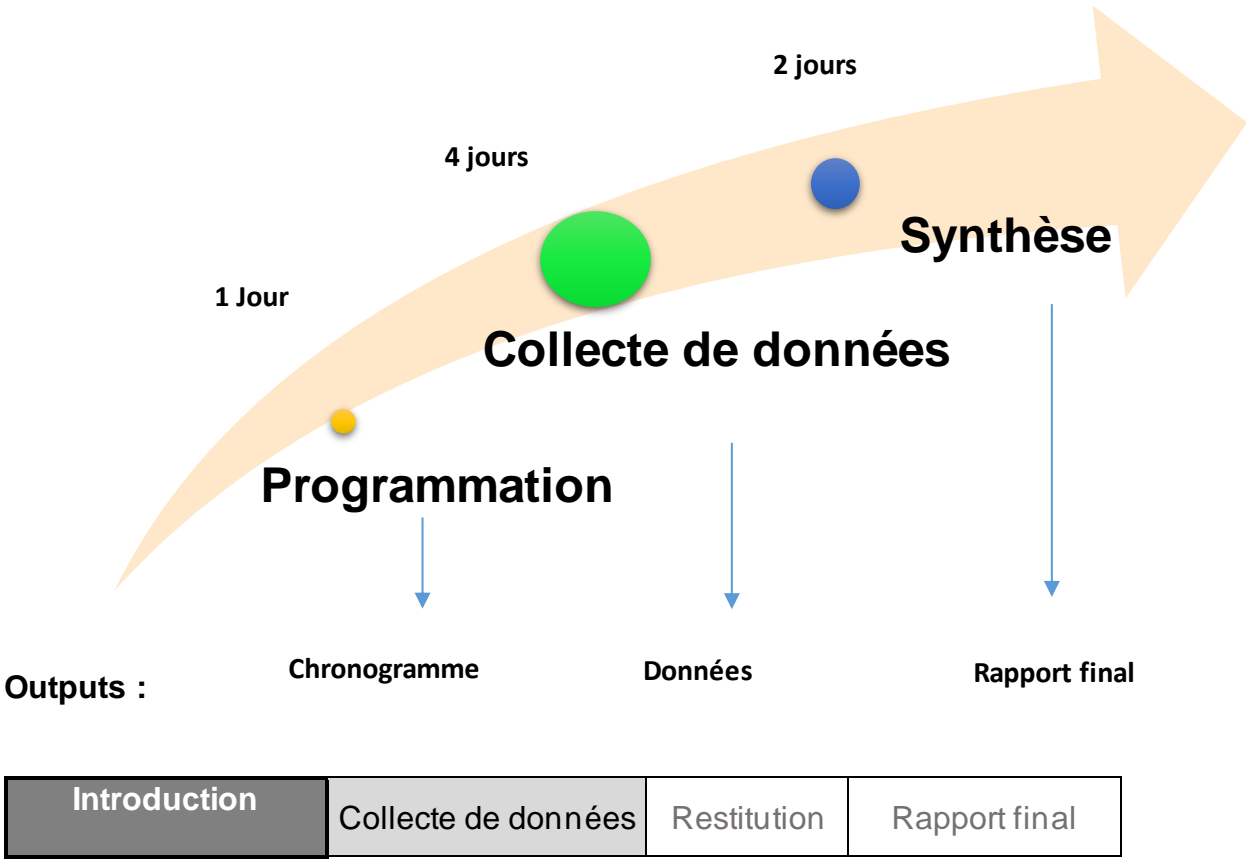 2 jours
4 jours
Synthèse
1 Jour
Collecte de données
Programmation
Outputs :
Chronogramme
Données
Rapport final
Introduction
Collecte de données
Restitution
Rapport final